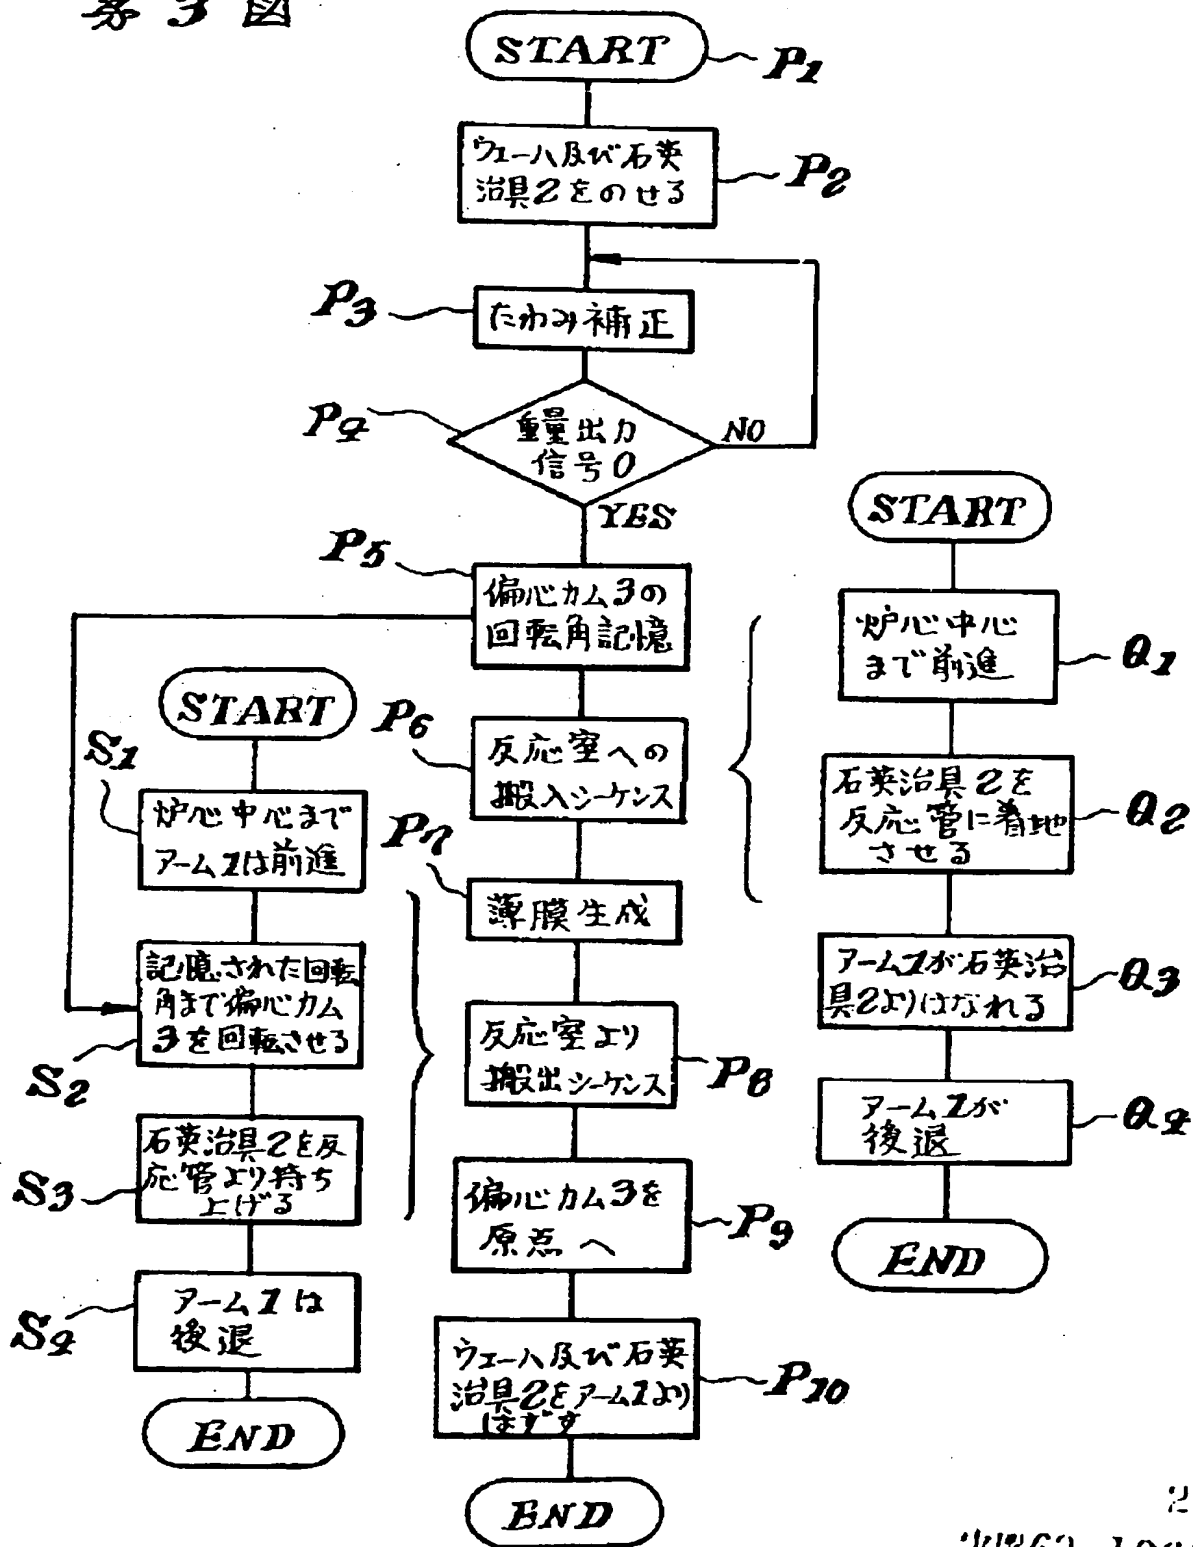 第3図
START
P1
ウェーハ及び石英
治具2をのせる
P2
P3
たわみ補正
P4
重量出力
信号0
NO
YES
P5
偏心カム3の
回転角記憶
P6
反応室への
搬入シーケンス
P7
薄膜生成
反応室より
搬出シーケンス
P8
偏心カム3を
原点へ
P9
ウェーハ及び石英
治具2をアーム1より
はずす
P10
END
START
S1
炉心中心まで
アーム1は前進
記憶された回転
角まで偏心カム
3を回転させる
S2
石英治具2を反
応管より持ち
上げる
S3
アーム1は
後退
S4
END
START
炉心中心
まで前進
Q1
石英治具2を
反応管に着地
させる
Q2
アーム1が石英治
具2よりはなれる
Q3
アーム1が
後退
Q4
END